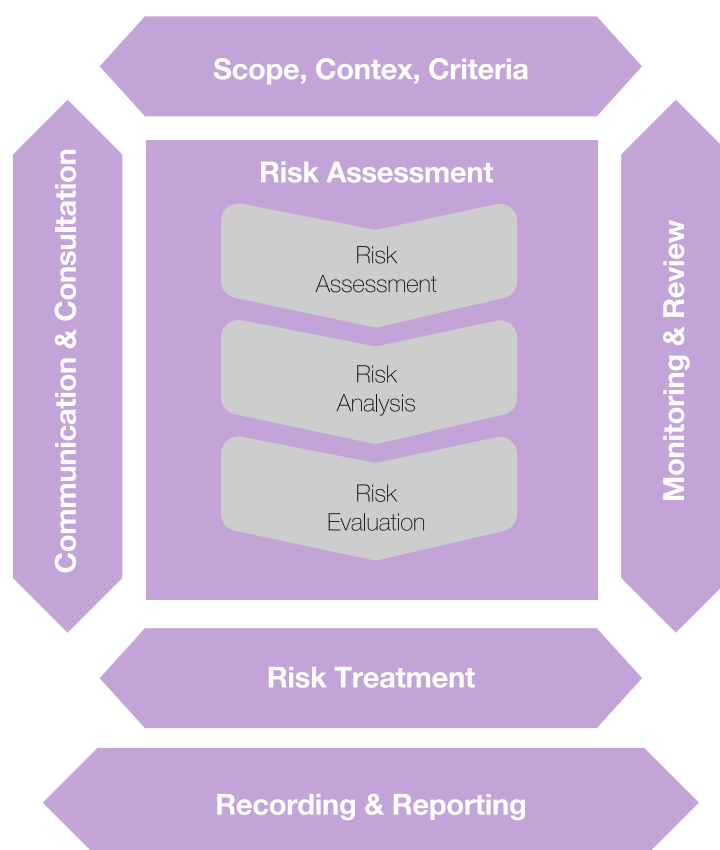 Scope, Contex, Criteria
Communication & Consultation
Risk Assessment
Risk
Assessment
Risk
Analysis
Risk
Evaluation
Monitoring & Review
Risk Treatment
Recording & Reporting